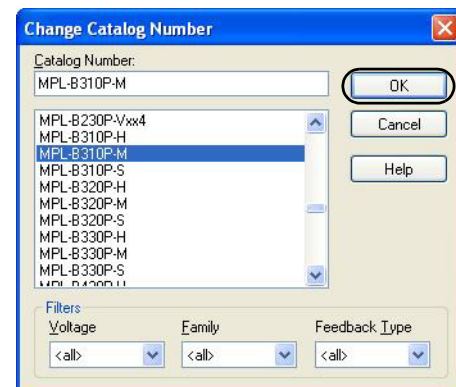 Change Catalog Number
Catalog Number:
MPL-B310P-M
OK
MPL-B230P-Vxx4
Cancel
MPL-B310P-H
MPL-B310P-M
MPL-B310P-S
Help
MPL-B320P-H
MPL-B320P-M
MPL-B320P-S
MPL-B330P-H
MPL-B330P-M
MPL-B330P-S
Filters
Voltage Family Feedback Type
<all> <all> <all>